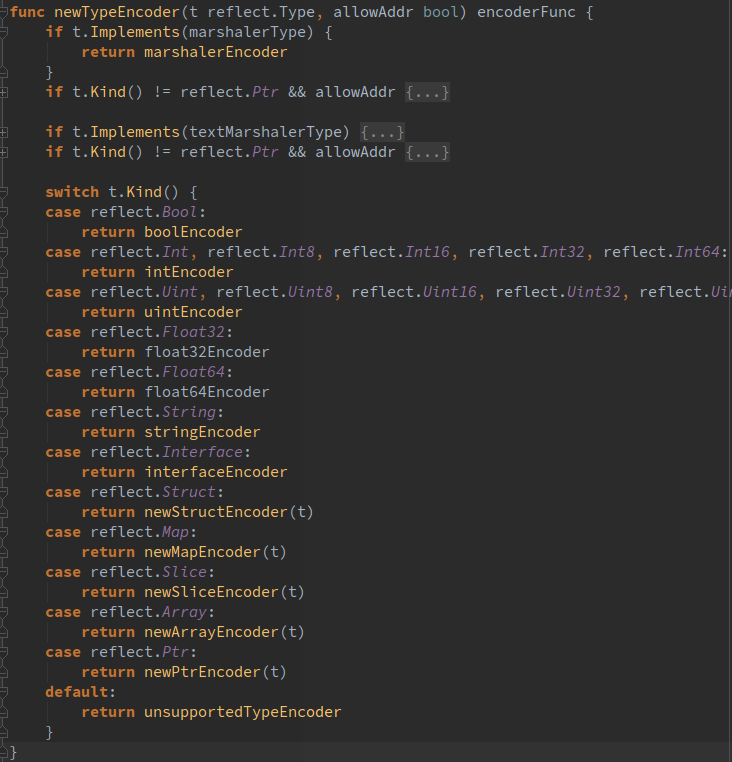 func newTypeEncoder(t reflect.Type, allowAddr bool) encoderFunc {
    if t.Implements(marshalerType) {
        return marshalerEncoder
    }
    if t.Kind() != reflect.Ptr && allowAddr {...}
    if t.Implements(textMarshalerType) {...}
    if t.Kind() != reflect.Ptr && allowAddr {...}
    switch t.Kind() {
    case reflect.Bool:
        return boolEncoder
    case reflect.Int, reflect.Int8, reflect.Int16, reflect.Int32, reflect.Int64:
        return intEncoder
    case reflect.Uint, reflect.Uint8, reflect.Uint16, reflect.Uint32, reflect.Ui
        return uintEncoder
    case reflect.Float32:
        return float32Encoder
    case reflect.Float64:
        return float64Encoder
    case reflect.String:
        return stringEncoder
    case reflect.Interface:
        return interfaceEncoder
    case reflect.Struct:
        return newStructEncoder(t)
    case reflect.Map:
        return newMapEncoder(t)
    case reflect.Slice:
        return newSliceEncoder(t)
    case reflect.Array:
        return newArrayEncoder(t)
    case reflect.Ptr:
        return newPtrEncoder(t)
    default:
        return unsupportedTypeEncoder
    }
}